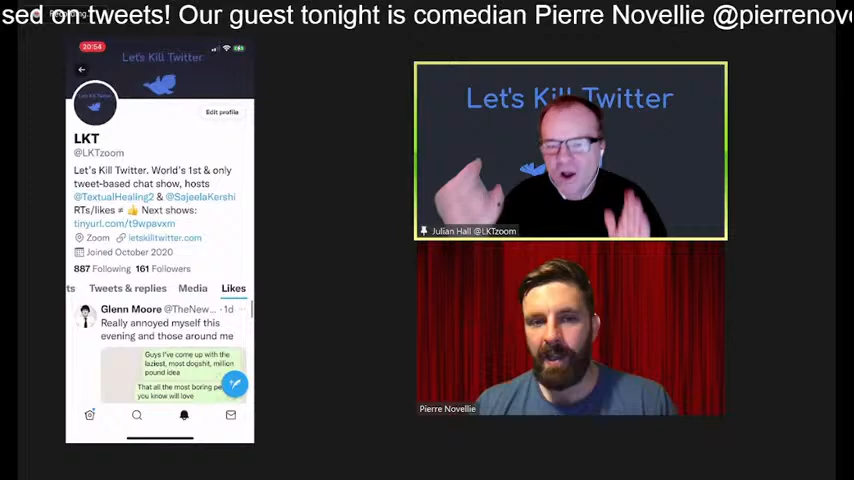 sed on tweets! Our guest tonight is comedian Pierre Novellie @pierrenove
20:54
Let's Kill Twitter
Edit profile
LKT
@LKTzoom
Let's Kill Twitter. World's 1st & only
tweet-based chat show, hosts
@TextualHealing2 & @SajeelaKershi
RTs/likes ≠ 👍 Next shows:
tinyurl.com/t9wpavxm
Zoom letskilltwitter.com
Joined October 2020
887 Following 161 Followers
ts Tweets & replies Media Likes
Glenn Moore @TheNew... · 1d
Really annoyed myself this
evening and those around me
Guys I've come up with the
laziest, most dogshit, million
pound idea
That all the most boring pe
you know will love
Let's Kill Twitter
Julian Hall @LKTzoom
Pierre Novellie